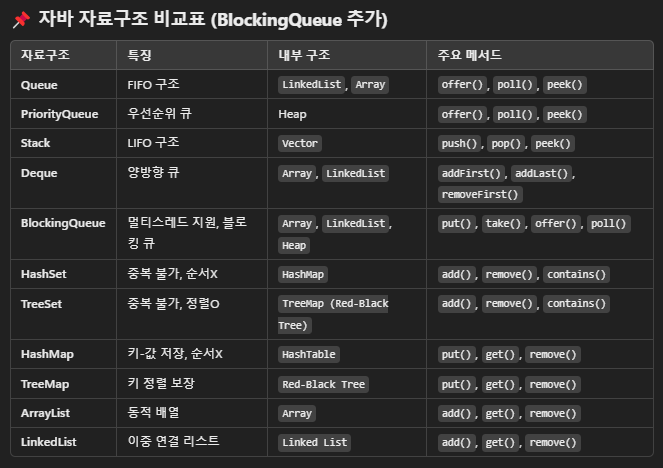 📌 자바 자료구조 비교표 (BlockingQueue 추가)
자료구조 특징 내부 구조 주요 메서드
Queue FIFO 구조 LinkedList, Array offer(), poll(), peek()
PriorityQueue 우선순위 큐 Heap offer(), poll(), peek()
Stack LIFO 구조 Vector push(), pop(), peek()
Deque 양방향 큐 Array, LinkedList addFirst(), addLast(),
removeFirst()
BlockingQueue 멀티스레드 지원, 블로 Array, LinkedList, put(), take(), offer(), poll()
킹 큐 Heap
HashSet 중복 불가, 순서X HashMap add(), remove(), contains()
TreeSet 중복 불가, 정렬O TreeMap (Red-Black add(), remove(), contains()
Tree)
HashMap 키-값 저장, 순서X HashTable put(), get(), remove()
TreeMap 키 정렬 보장 Red-Black Tree put(), get(), remove()
ArrayList 동적 배열 Array add(), get(), remove()
LinkedList 이중 연결 리스트 Linked List add(), get(), remove()